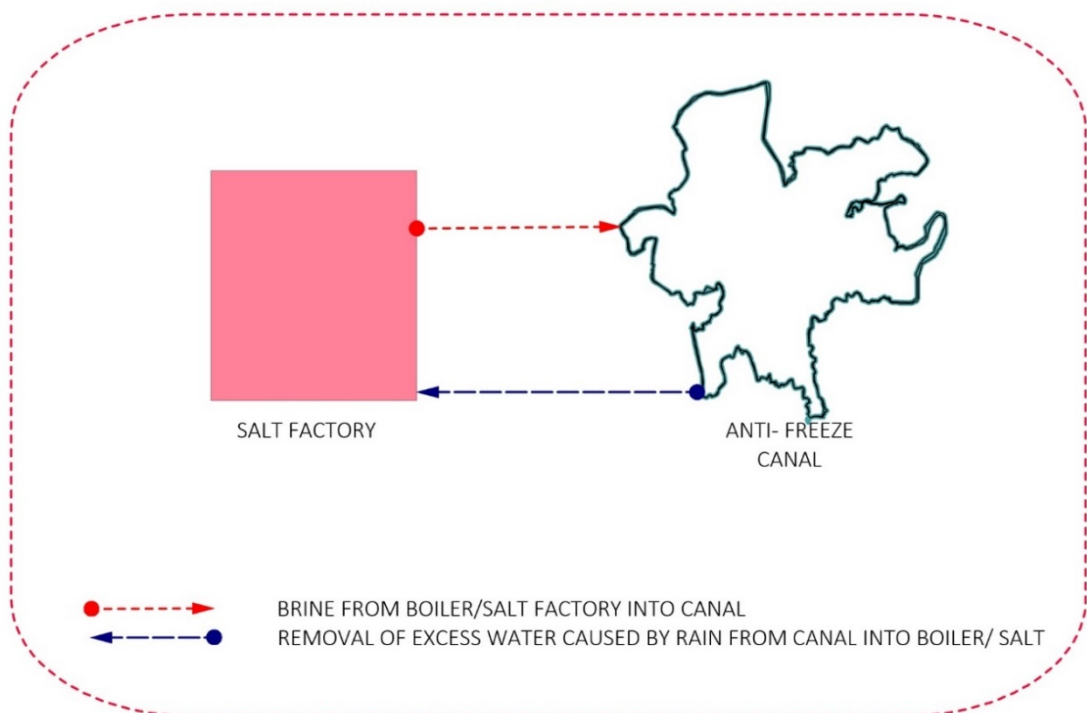 SALT FACTORY
ANTI- FREEZE
CANAL
BRINE FROM BOILER/SALT FACTORY INTO CANAL
REMOVAL OF EXCESS WATER CAUSED BY RAIN FROM CANAL INTO BOILER/ SALT